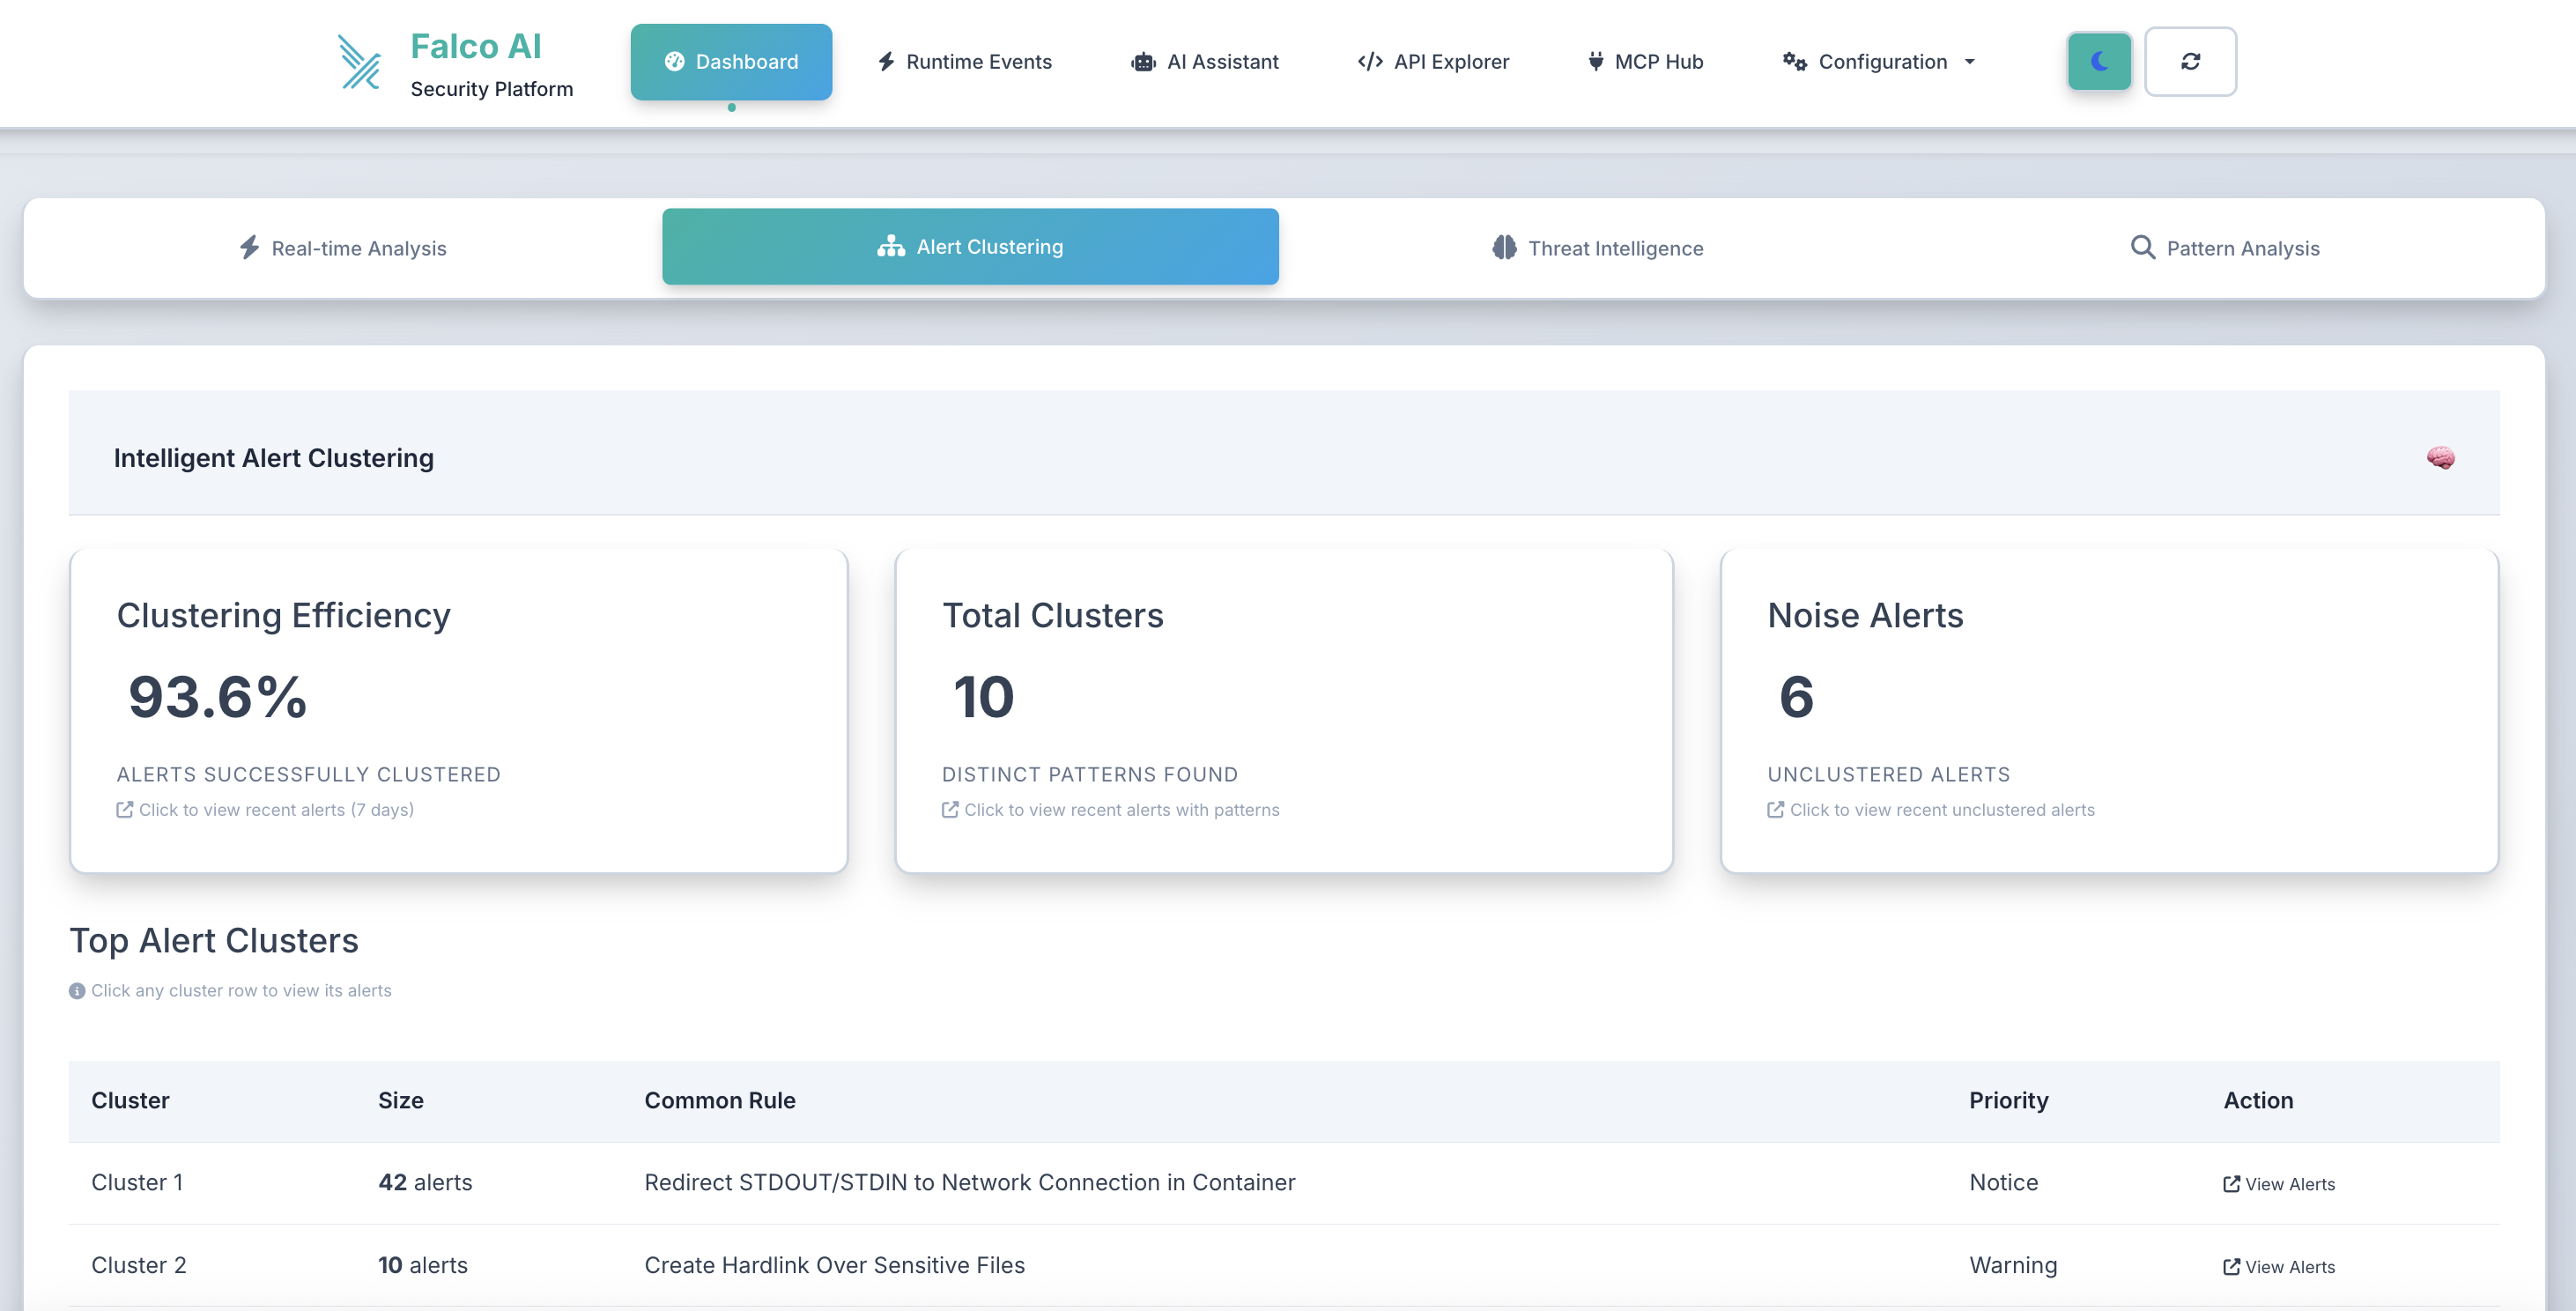 Falco AI
Security Platform
Dashboard
Runtime Events
AI Assistant
API Explorer
MCP Hub
Configuration
Real-time Analysis
Alert Clustering
Threat Intelligence
Pattern Analysis
Intelligent Alert Clustering
Clustering Efficiency
93.6%
ALERTS SUCCESSFULLY CLUSTERED
Click to view recent alerts (7 days)
Total Clusters
10
DISTINCT PATTERNS FOUND
Click to view recent alerts with patterns
Noise Alerts
6
UNCLUSTERED ALERTS
Click to view recent unclustered alerts
Top Alert Clusters
Click any cluster row to view its alerts
Cluster Size Common Rule Priority Action
Cluster 1 42 alerts Redirect STDOUT/STDIN to Network Connection in Container Notice View Alerts
Cluster 2 10 alerts Create Hardlink Over Sensitive Files Warning View Alerts